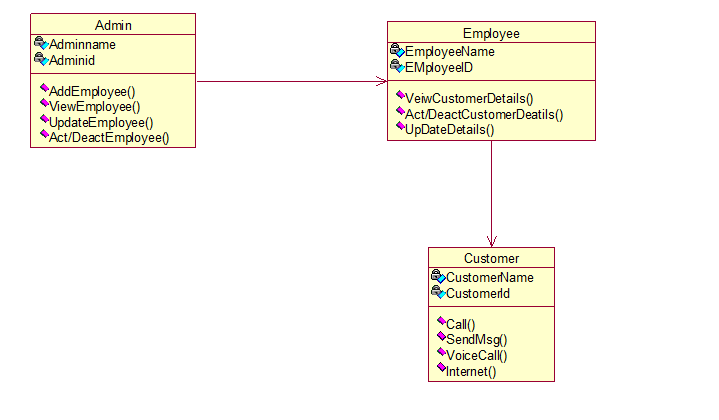 Admin
Adminname
Adminid
AddEmployee()
ViewEmployee()
UpdateEmployee()
Act/DeactEmployee()
Employee
EmployeeName
EMployeeID
VeiwCustomerDetails()
Act/DeactCustomerDeatils()
UpDateDetails()
Customer
CustomerName
CustomerId
Call()
SendMsg()
VoiceCall()
Internet()